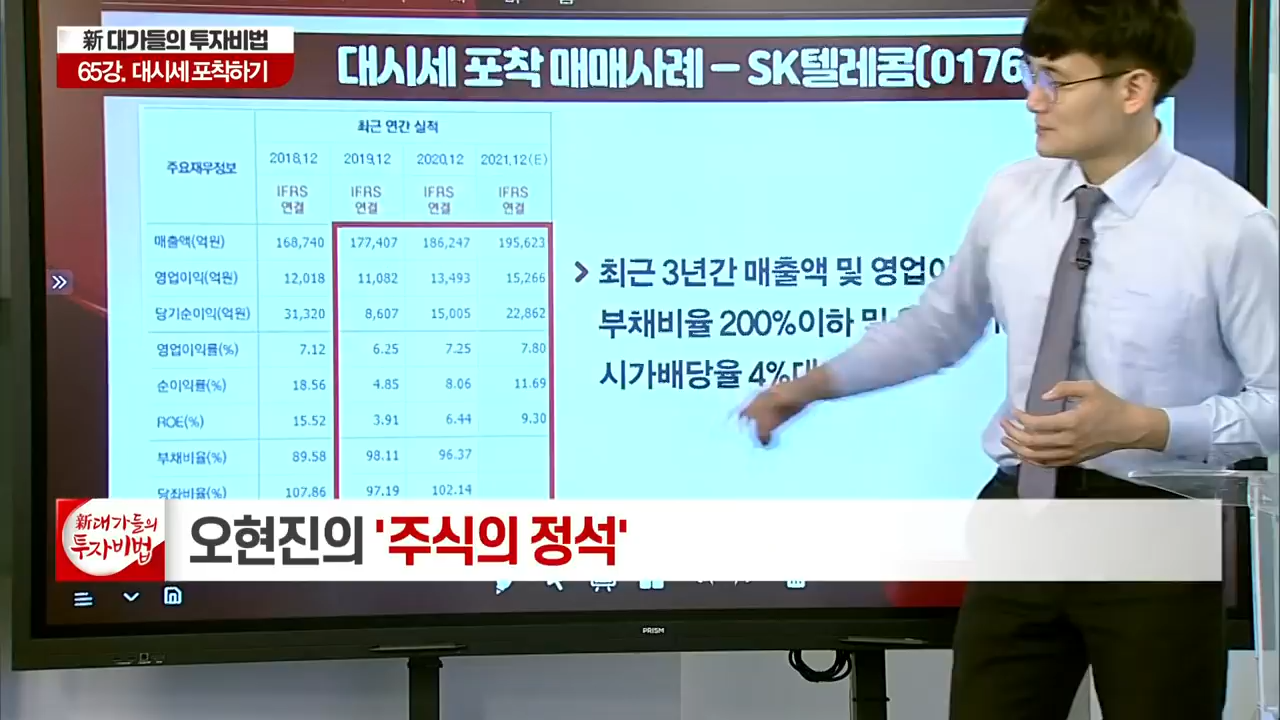 新 대가들의 투자비법
65강. 대시세 포착하기
대시세 포착 매매사례 – SK텔레콤(0176
주요재무정보 최근 연간 실적
2018.12 2019.12 2020.12 2021.12(E)
IFRS 연결 IFRS 연결 IFRS 연결 IFRS 연결
매출액(억원) 168,740 177,407 186,247 195,623
영업이익(억원) 12,018 11,082 13,493 15,266
당기순이익(억원) 31,320 8,607 15,005 22,862
영업이익률(%) 7.12 6.25 7.25 7.80
순이익률(%) 18.56 4.85 8.06 11.69
ROE(%) 15.52 3.91 6.44 9.30
부채비율(%) 89.58 98.11 96.37
당좌비율(%) 107.86 97.19 102.14
최근 3년간 매출액 및 영업이
부채비율 200%이하 및
시가배당율 4%대
新 대가들의
투자비법
오현진의 '주식의 정석'
PRISM